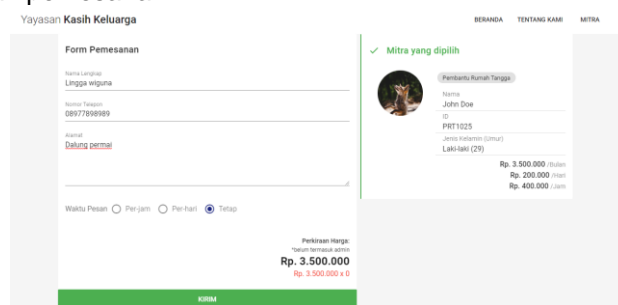 Yayasan Kasih Keluarga
BERANDA TENTANG KAMI MITRA
Form Pemesanan
Nama Lengkap
Lingga wiguna
Nomor Telepon
08977898989
Alamat
Dalung permai
Waktu Pesan Per-jam Per-hari Tetap
Perkiraan Harga:
*belum termasuk admin
Rp. 3.500.000
Rp. 3.500.000 x 0
KIRIM
Mitra yang dipilih
Pembantu Rumah Tangga
Nama
John Doe
ID
PRT1025
Jenis Kelamin (Umur)
Laki-laki (29)
Rp. 3.500.000 /Bulan
Rp. 200.000 /Hari
Rp. 400.000 /Jam